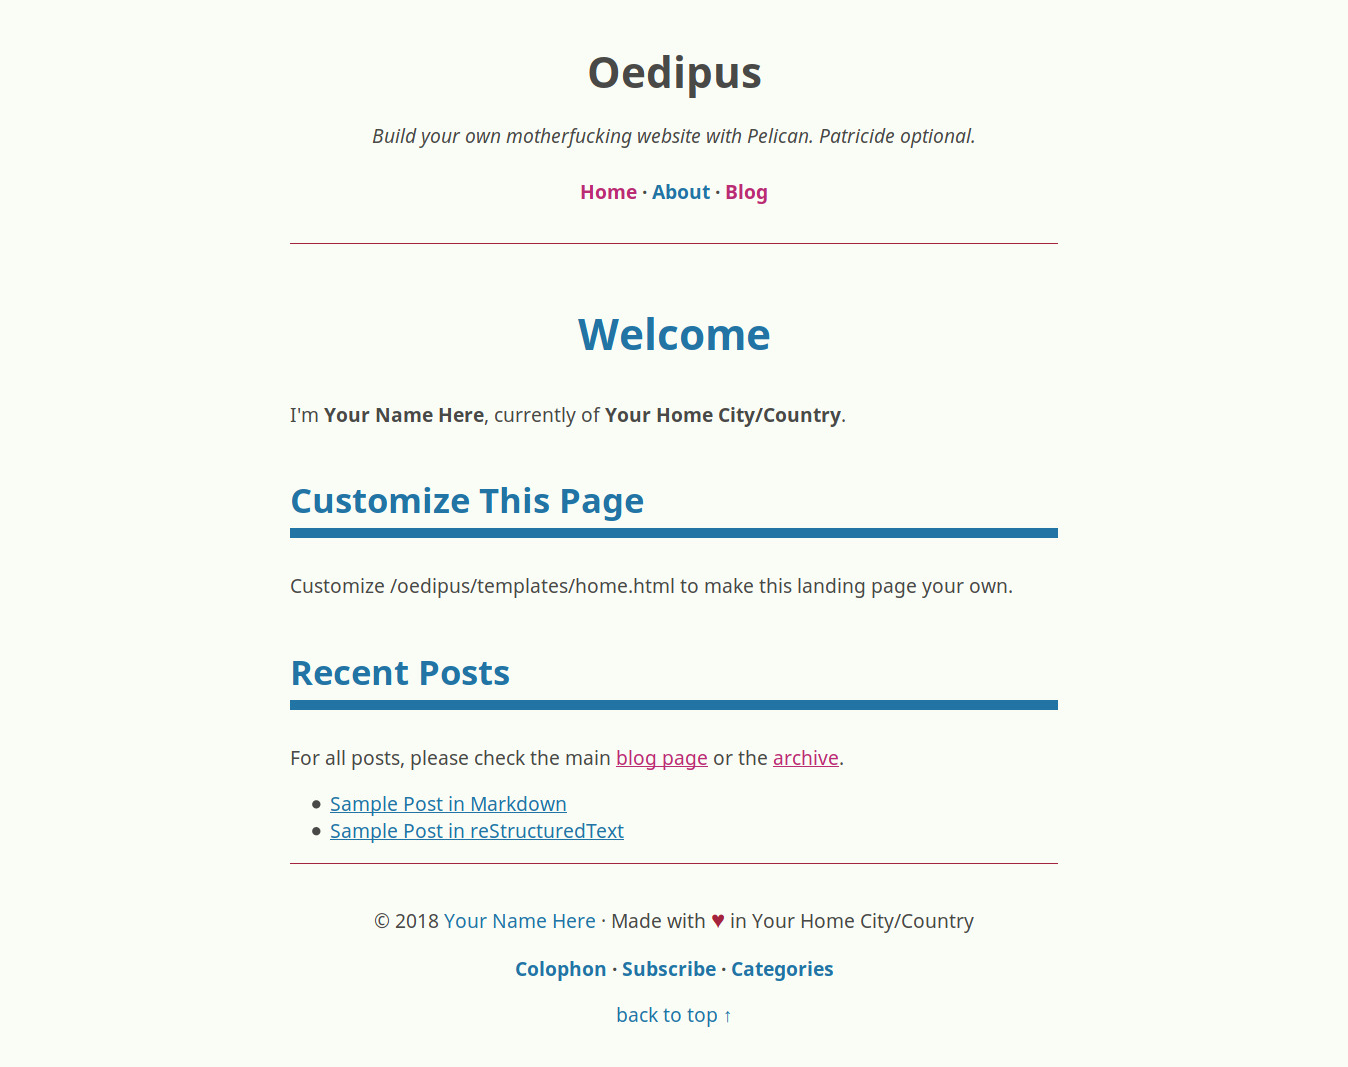 Oedipus
Build your own motherfucking website with Pelican. Patricide optional.
Home · About · Blog
Welcome
I'm Your Name Here, currently of Your Home City/Country.
Customize This Page
Customize /oedipus/templates/home.html to make this landing page your own.
Recent Posts
For all posts, please check the main blog page or the archive.
• Sample Post in Markdown
• Sample Post in reStructuredText
© 2018 Your Name Here · Made with ♥ in Your Home City/Country
Colophon · Subscribe · Categories
back to top ↑